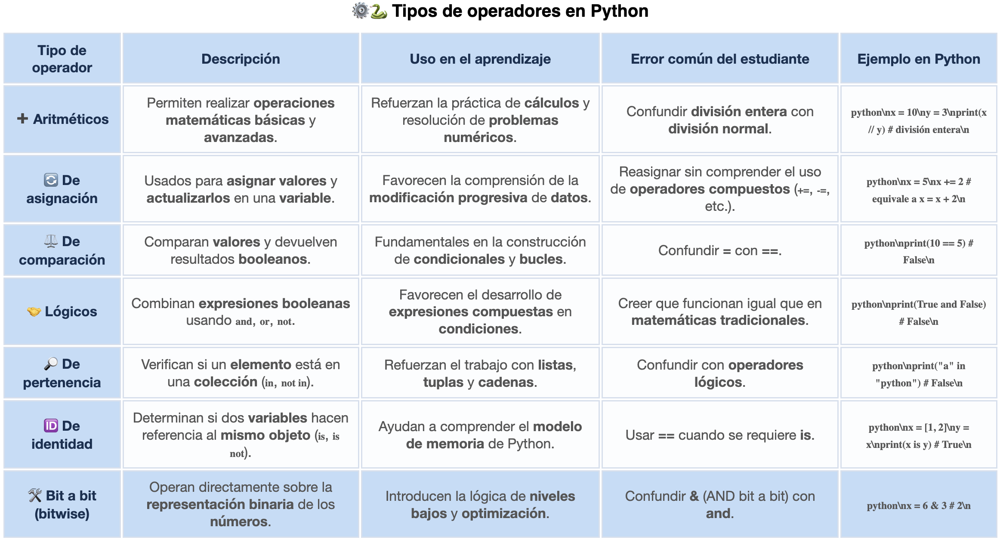 ⚙️🐍 Tipos de operadores en Python
Tipo de
operador
Descripción
Uso en el aprendizaje
Error común del estudiante
Ejemplo en Python
➕ Aritméticos
Permiten realizar operaciones
matemáticas básicas y
avanzadas.
Refuerzan la práctica de cálculos y
resolución de problemas
numéricos.
Confundir división entera con
división normal.
python\nx = 10\ny = 3\nprint(x
// y) # división entera\n
🔄 De
asignación
Usados para asignar valores y
actualizarlos en una variable.
Favorecen la comprensión de la
modificación progresiva de datos.
Reasignar sin comprender el uso
de operadores compuestos (+=, -=,
etc.).
python\nx = 5\nx += 2 #
equivale a x = x + 2\n
⚖️ De
comparación
Comparan valores y devuelven
resultados booleanos.
Fundamentales en la construcción
de condicionales y bucles.
Confundir = con ==.
python\nprint(10 == 5) #
False\n
🤝 Lógicos
Combinan expresiones booleanas
usando and, or, not.
Favorecen el desarrollo de
expresiones compuestas en
condiciones.
Creer que funcionan igual que en
matemáticas tradicionales.
python\nprint(True and False)
# False\n
🔎 De
pertenencia
Verifican si un elemento está en
una colección (in, not in).
Refuerzan el trabajo con listas,
tuplas y cadenas.
Confundir con operadores
lógicos.
python\nprint("a" in
"python") # False\n
🆔 De
identidad
Determinan si dos variables hacen
referencia al mismo objeto (is, is
not).
Ayudan a comprender el modelo
de memoria de Python.
Usar == cuando se requiere is.
python\nx = [1, 2]\ny =
x\nprint(x is y) # True\n
🛠️ Bit a bit
(bitwise)
Operan directamente sobre la
representación binaria de los
números.
Introducen la lógica de niveles
bajos y optimización.
Confundir & (AND bit a bit) con
and.
python\nx = 6 & 3 # 2\n